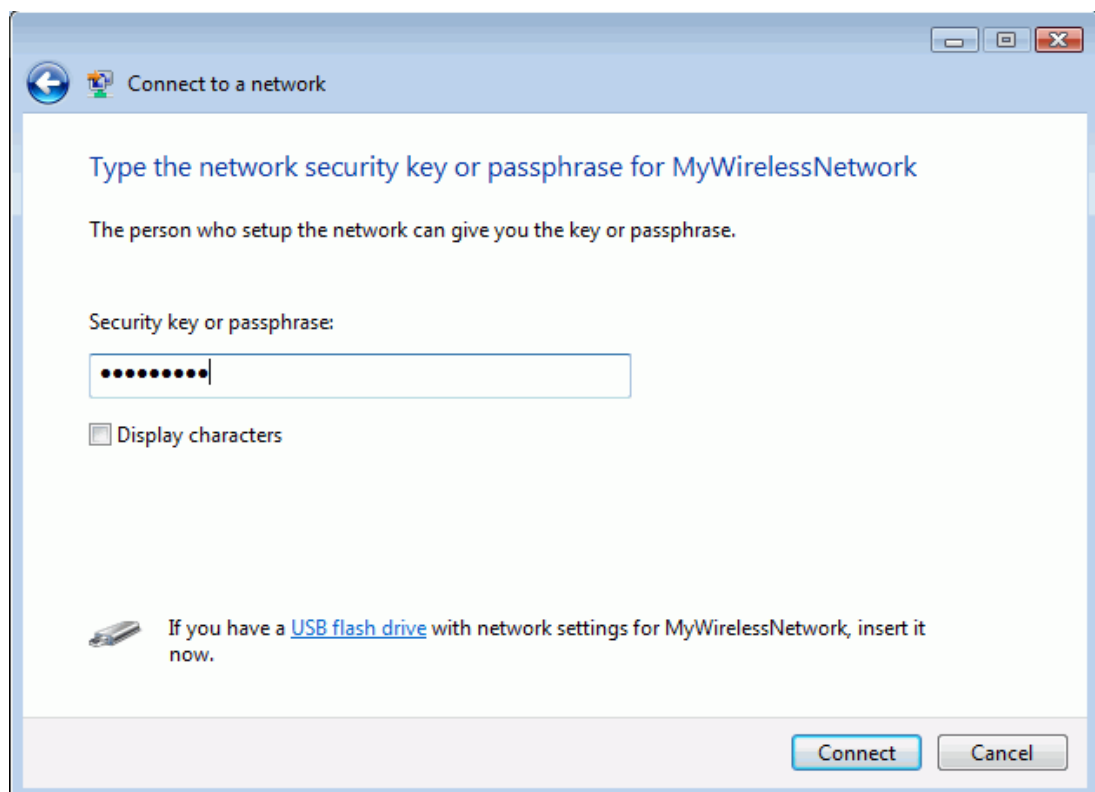 Connect to a network
Type the network security key or passphrase for MyWirelessNetwork
The person who setup the network can give you the key or passphrase.
Security key or passphrase:
•••••••••
Display characters
If you have a USB flash drive with network settings for MyWirelessNetwork, insert it
now.
Connect
Cancel